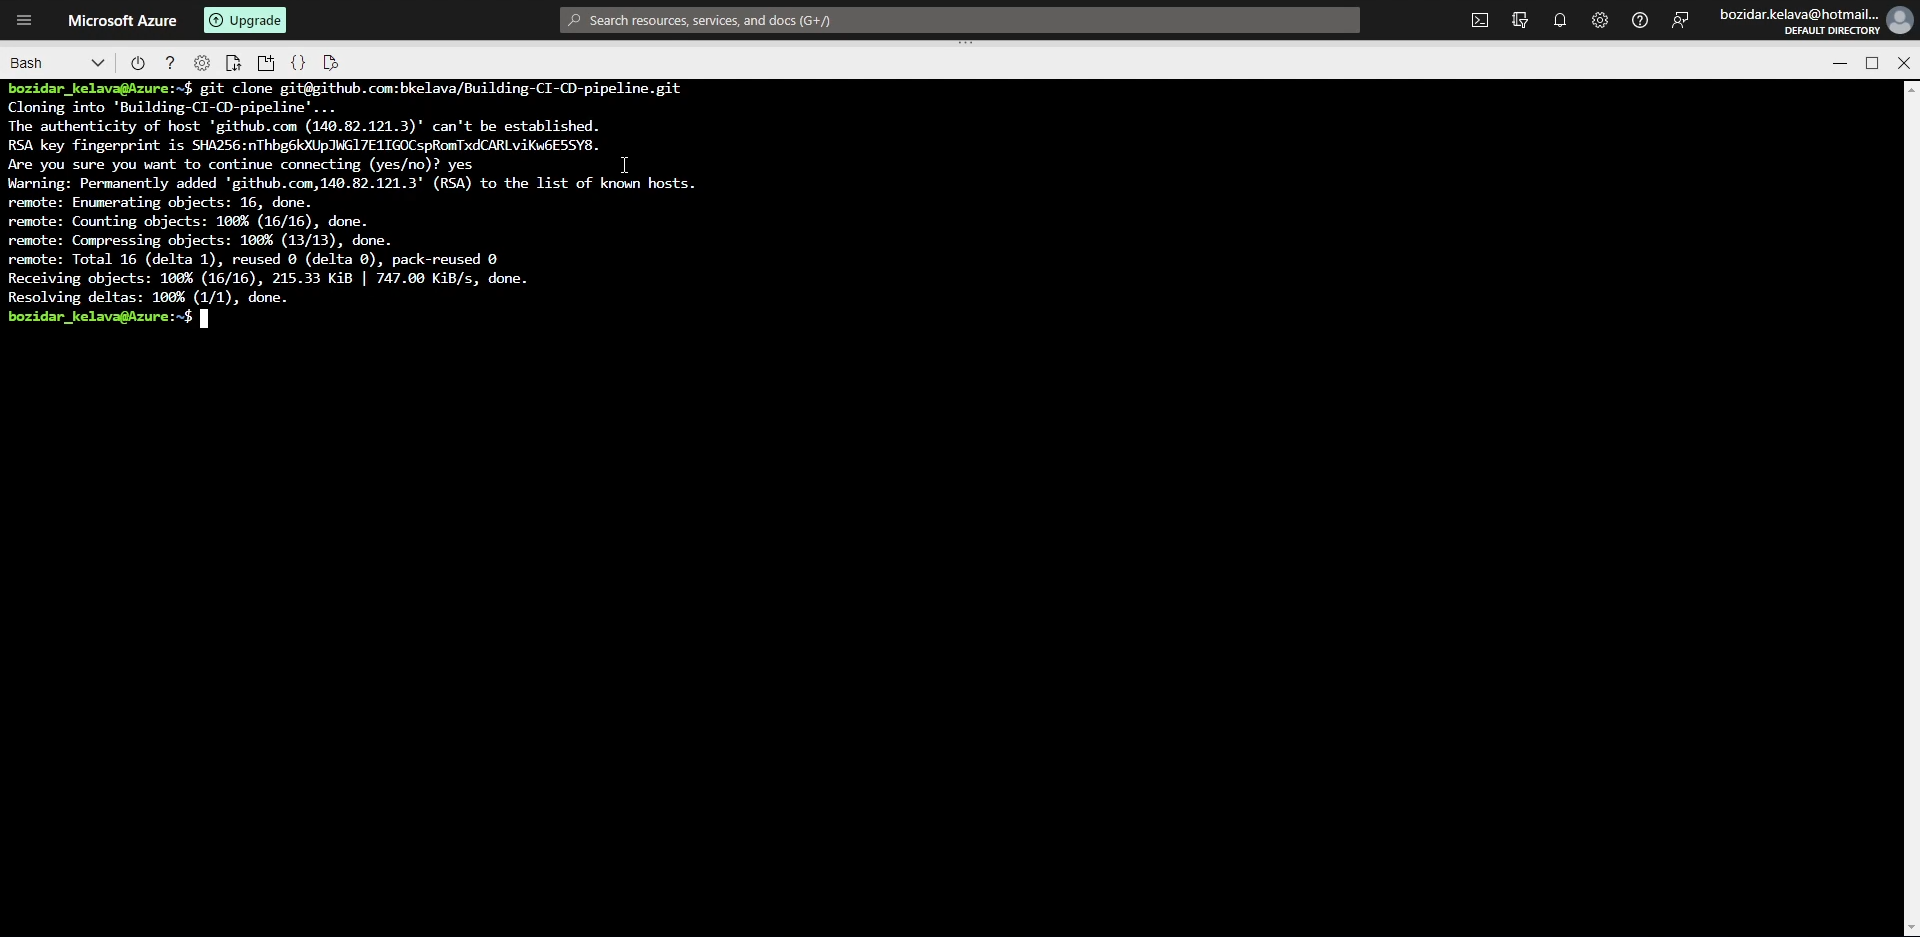 Microsoft Azure
Upgrade
Search resources, services, and docs (G+/)
bozidar.kelava@hotmail...
DEFAULT DIRECTORY
Bash
bozidar_kelava@Azure:~$ git clone git@github.com:bkelava/Building-CI-CD-pipeline.git
Cloning into 'Building-CI-CD-pipeline'...
The authenticity of host 'github.com (140.82.121.3)' can't be established.
RSA key fingerprint is SHA256:nThbg6kXUpJWGl7E1IGOCspRomTxdCARLviKw6E5SY8.
Are you sure you want to continue connecting (yes/no)? yes
Warning: Permanently added 'github.com,140.82.121.3' (RSA) to the list of known hosts.
remote: Enumerating objects: 16, done.
remote: Counting objects: 100% (16/16), done.
remote: Compressing objects: 100% (13/13), done.
remote: Total 16 (delta 1), reused 0 (delta 0), pack-reused 0
Receiving objects: 100% (16/16), 215.33 KiB | 747.00 KiB/s, done.
Resolving deltas: 100% (1/1), done.
bozidar_kelava@Azure:~$